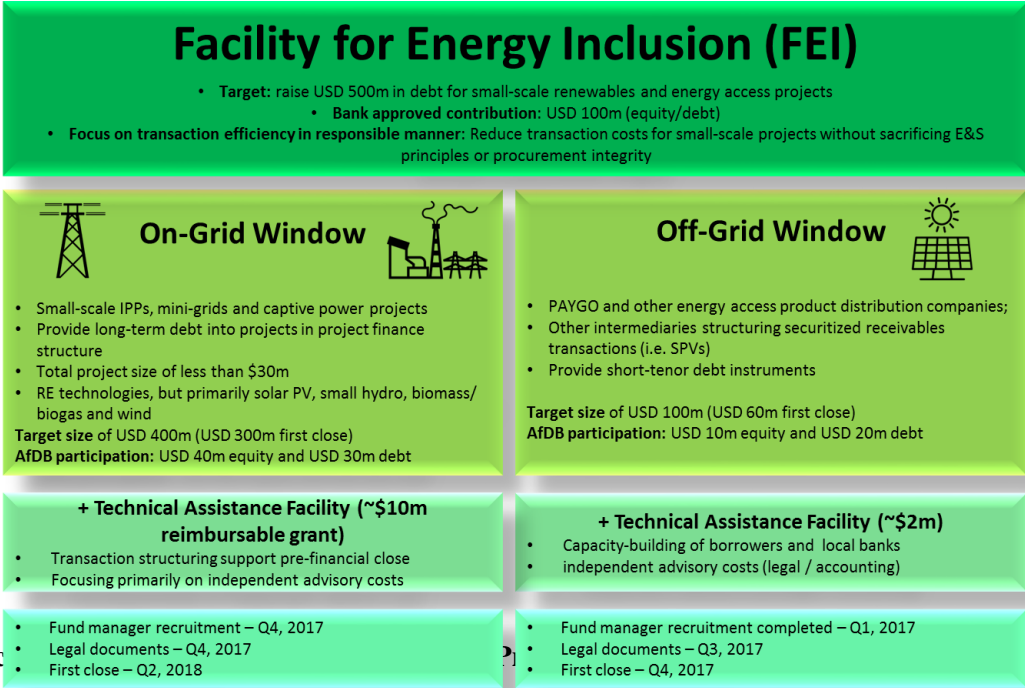 Facility for Energy Inclusion (FEI)
• Target: raise USD 500m in debt for small-scale renewables and energy access projects
• Bank approved contribution: USD 100m (equity/debt)
• Focus on transaction efficiency in responsible manner: Reduce transaction costs for small-scale projects without sacrificing E&S
principles or procurement integrity
On-Grid Window
• Small-scale IPPs, mini-grids and captive power projects
• Provide long-term debt into projects in project finance
structure
• Total project size of less than $30m
• RE technologies, but primarily solar PV, small hydro, biomass/
biogas and wind
Target size of USD 400m (USD 300m first close)
AfDB participation: USD 40m equity and USD 30m debt
Off-Grid Window
• PAYGO and other energy access product distribution companies;
• Other intermediaries structuring securitized receivables
transactions (i.e. SPVs)
• Provide short-tenor debt instruments
Target size of USD 100m (USD 60m first close)
AfDB participation: USD 10m equity and USD 20m debt
+ Technical Assistance Facility (~$10m
reimbursable grant)
• Transaction structuring support pre-financial close
• Focusing primarily on independent advisory costs
+ Technical Assistance Facility (~$2m)
• Capacity-building of borrowers and local banks
• independent advisory costs (legal / accounting)
• Fund manager recruitment – Q4, 2017
• Legal documents – Q4, 2017
• First close – Q2, 2018
• Fund manager recruitment completed – Q1, 2017
• Legal documents – Q3, 2017
• First close – Q4, 2017